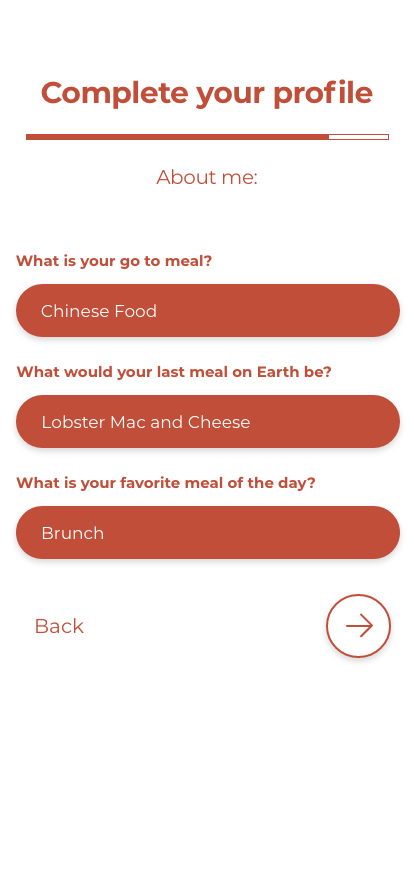 Complete your profile
About me:
What is your go to meal?
Chinese Food
What would your last meal on Earth be?
Lobster Mac and Cheese
What is your favorite meal of the day?
Brunch
Back